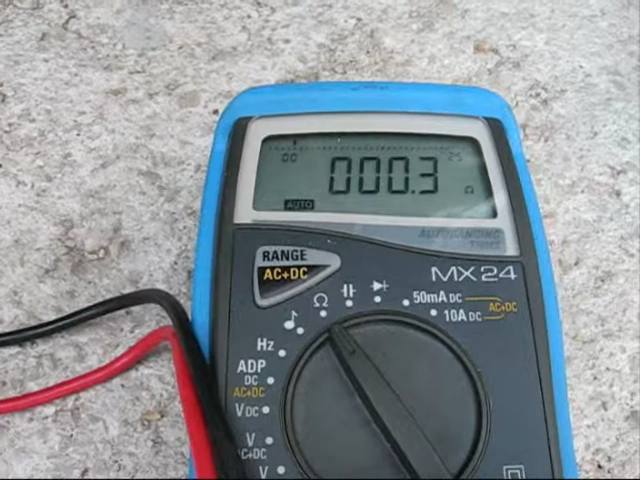 000.3
Ω
AUTO
RANGE
AC+DC
MX 24
50mA DC
AC+DC
10A DC
Ω
Hz
ADP
DC
AC+DC
V DC
V
AC+DC
V